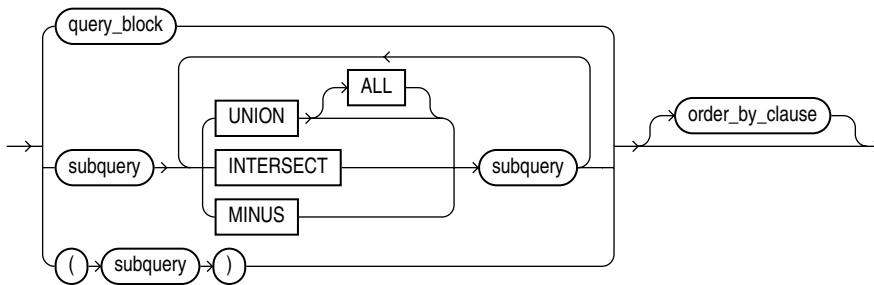 query_block
ALL
UNION
order_by_clause
subquery
INTERSECT
subquery
MINUS
( subquery )